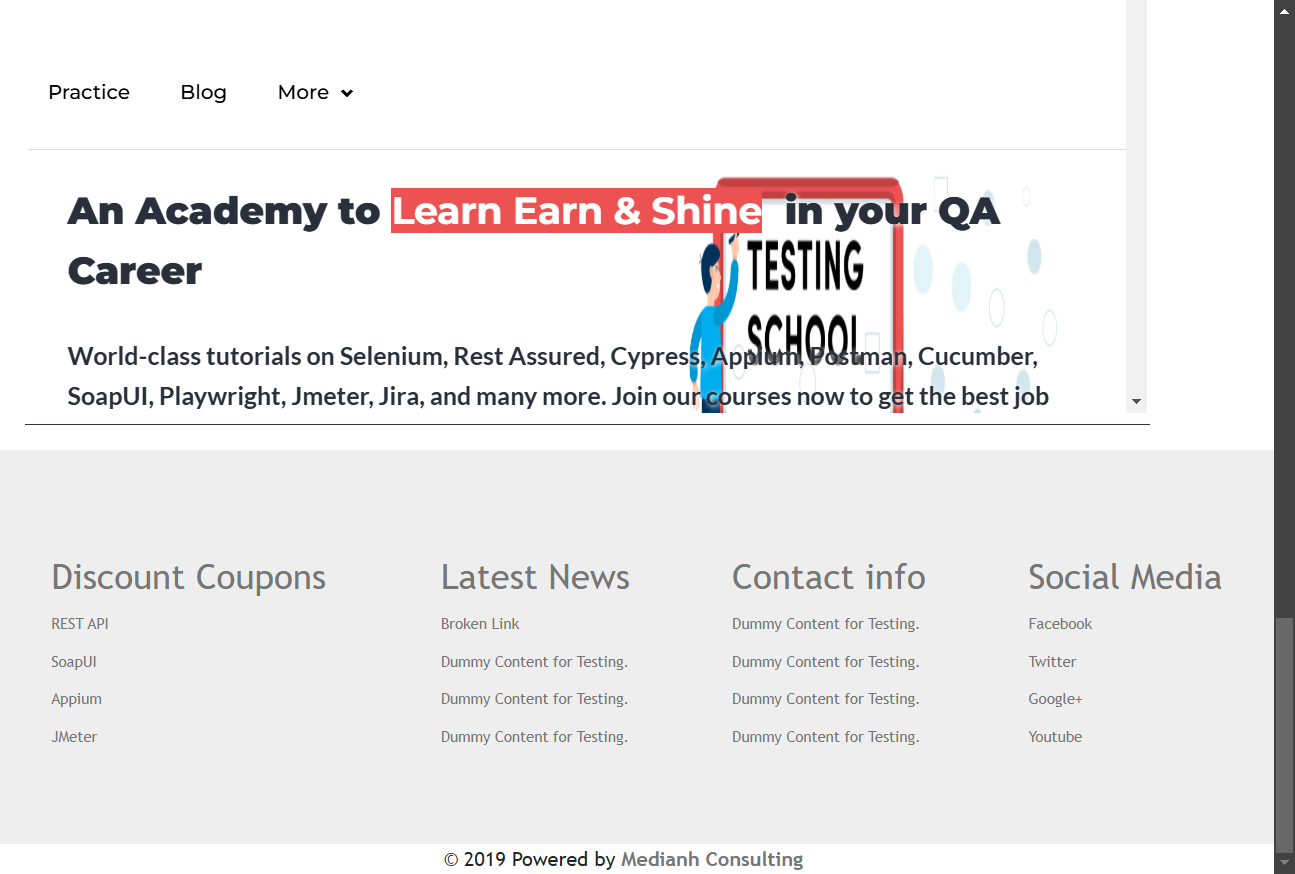 Practice Blog More
An Academy to Learn Earn & Shine in your QA
Career
TESTING
SCHOOL
World-class tutorials on Selenium, Rest Assured, Cypress, Appium, Postman, Cucumber,
SoapUI, Playwright, Jmeter, Jira, and many more. Join our courses now to get the best job
Discount Coupons Latest News Contact info Social Media
REST API Broken Link Dummy Content for Testing. Facebook
SoapUI Dummy Content for Testing. Dummy Content for Testing. Twitter
Appium Dummy Content for Testing. Dummy Content for Testing. Google+
JMeter Dummy Content for Testing. Dummy Content for Testing. Youtube
© 2019 Powered by Medianh Consulting